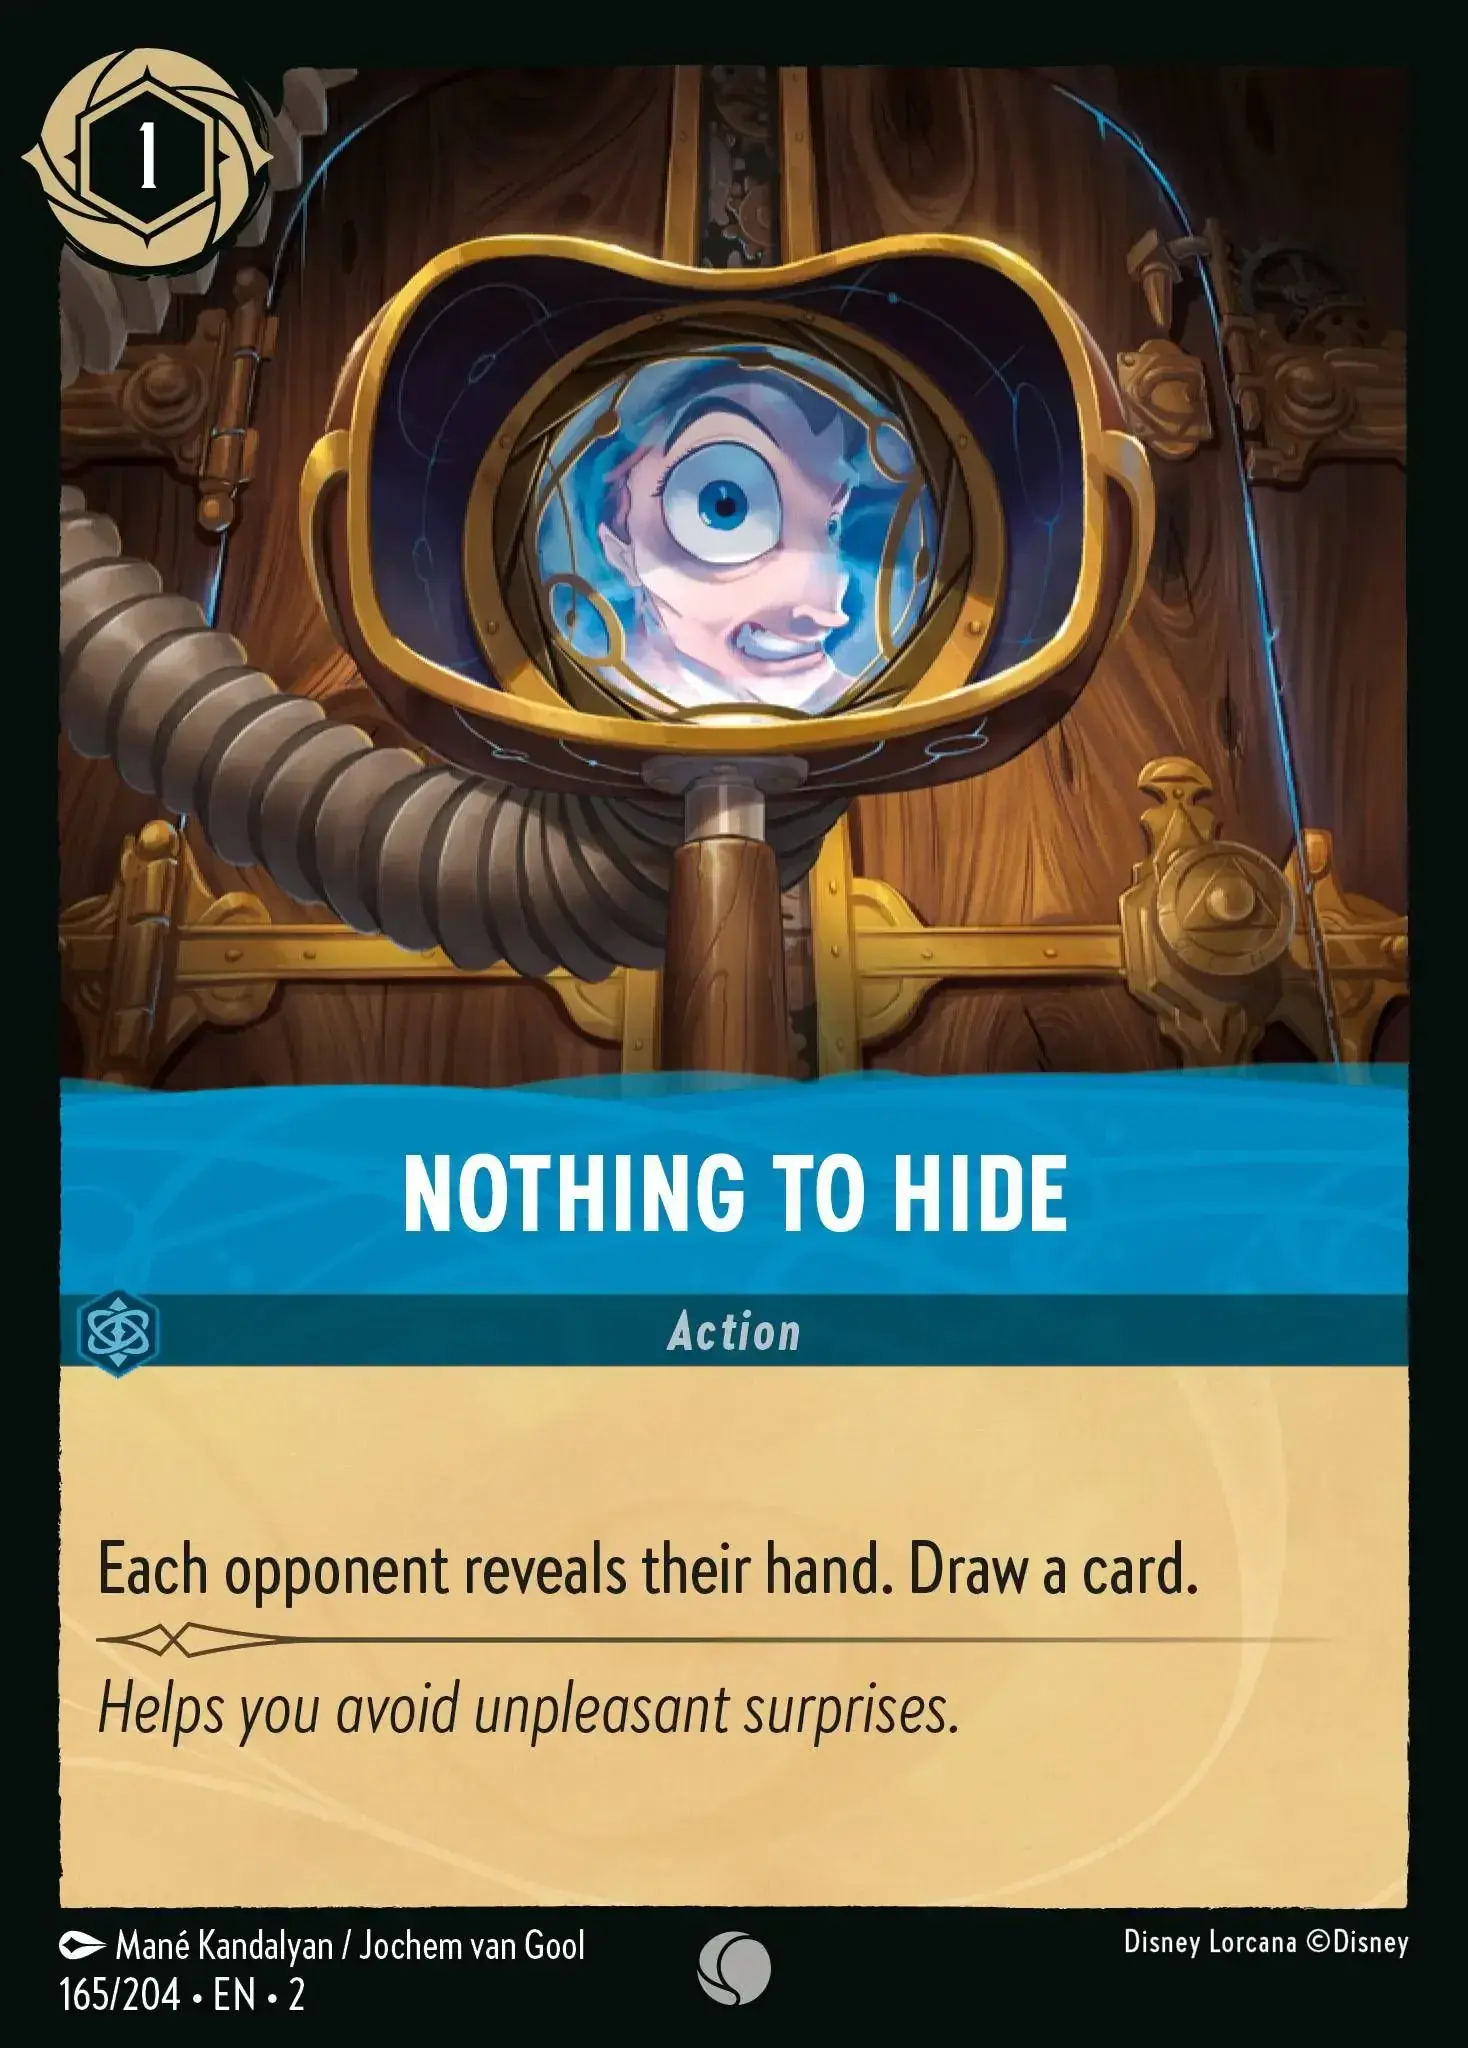 1
NOTHING TO HIDE
Action
Each opponent reveals their hand. Draw a card.
Helps you avoid unpleasant surprises.
Mané Kandalyan / Jochem van Gool
Disney Lorcana ©Disney
165/204 • EN • 2